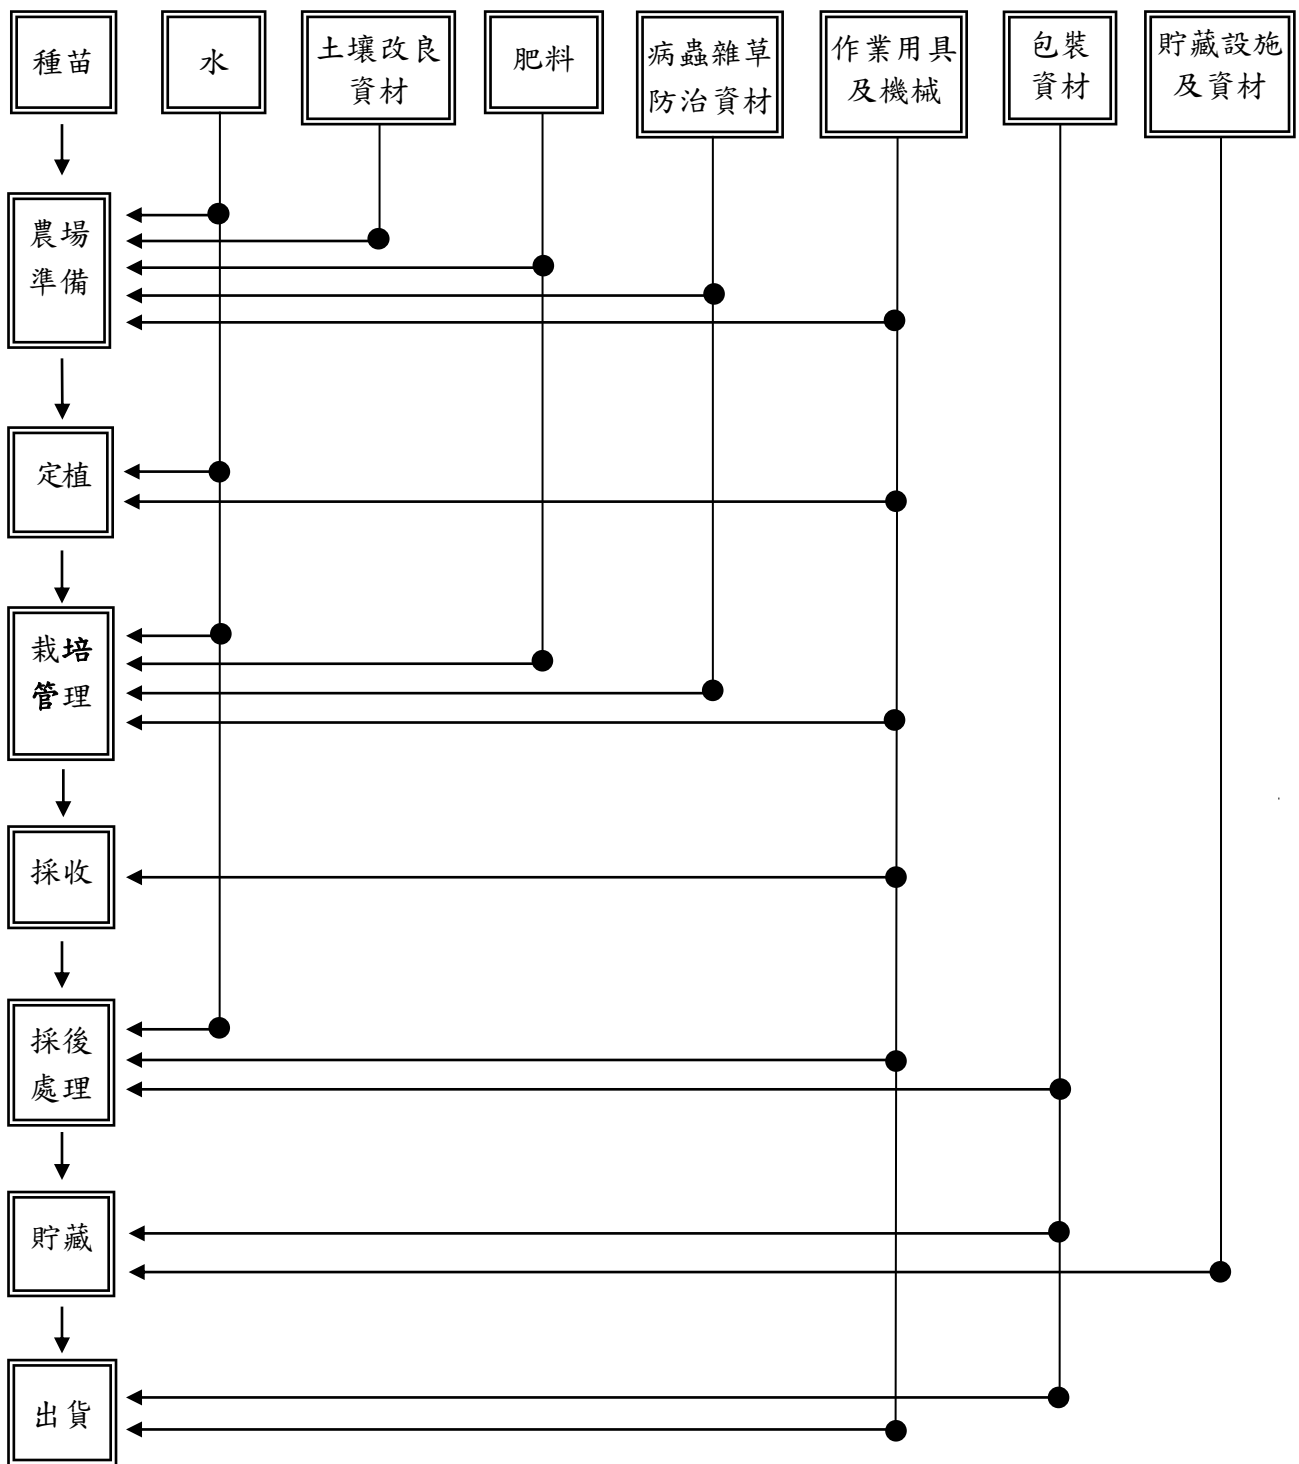 種苗
水
土壤改良
資材
肥料
病蟲雜草
防治資材
作業用具
及機械
包裝
資材
貯藏設施
及資材
農場
準備
定植
栽培
管理
採收
採後
處理
貯藏
出貨